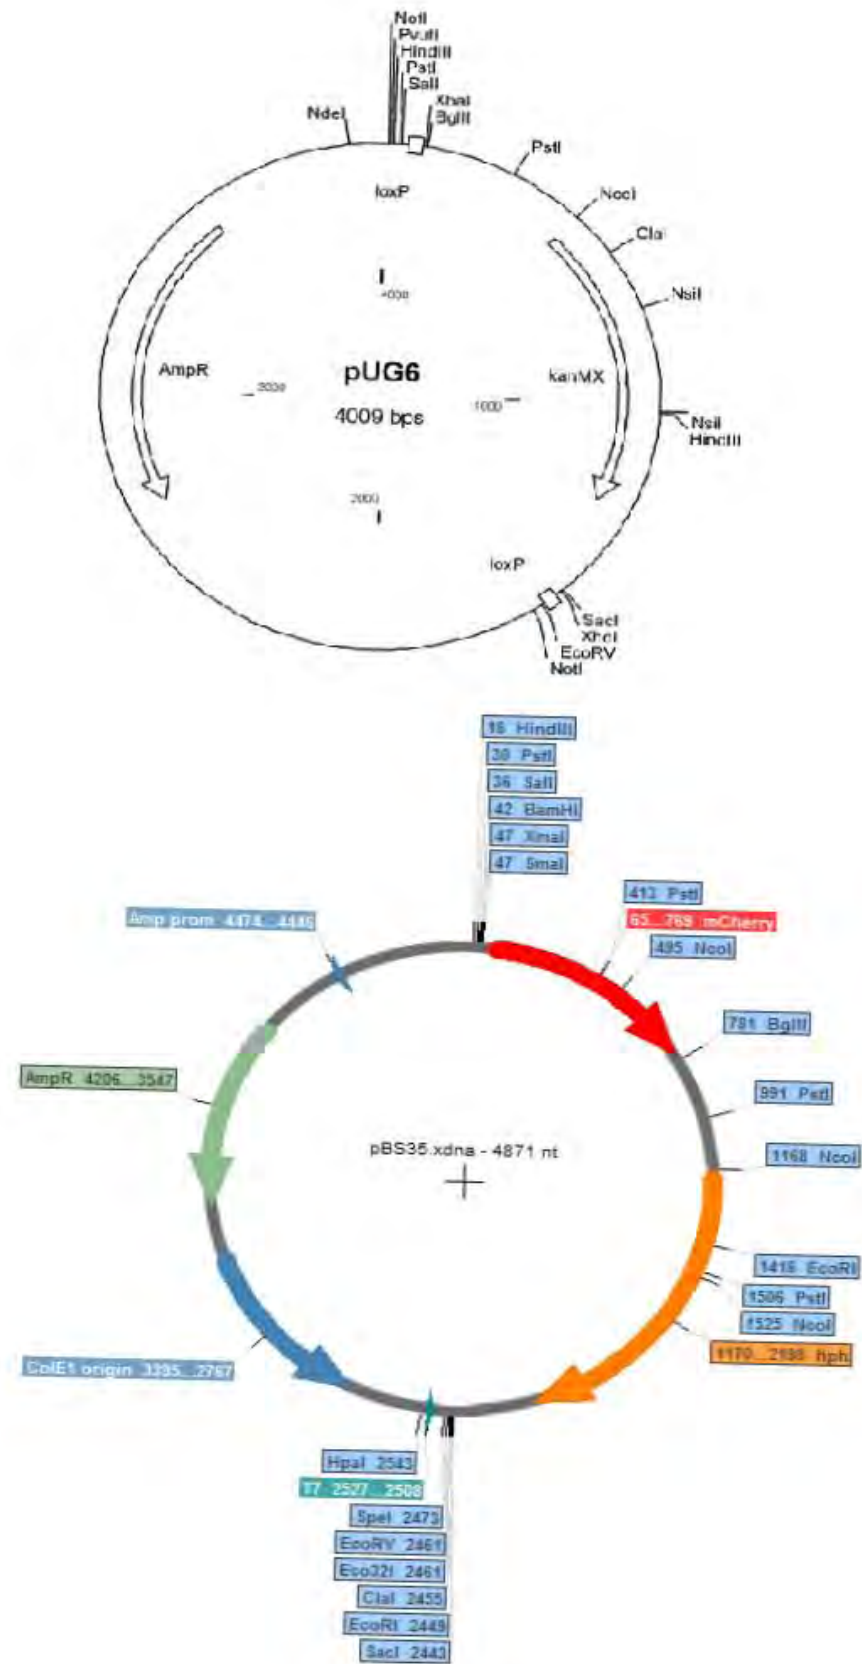 NotI
PvuII
HindIII
PstI
SalI
XbaI
BglII
NdeI
PstI
NcoI
loxP
ClaI
4000
NsiI
AmpR
3000
pUG6
4009 bps
1000
kanMX
NsiI
HindIII
2000
loxP
SacI
XhoI
EcoRV
NotI
16 HindIII
30 PstI
36 SalI
42 BamHI
47 XmaI
47 SmaI
413 PstI
65...769 mCherry
495 NcoI
Amp prom 4474...4446
781 BglII
AmpR 4206...3547
991 PstI
pBS35.xdna - 4871 nt
1168 NcoI
1416 EcoRI
1506 PstI
1525 NcoI
1170...2198 hph
ColE1 origin 3395...2767
HpaI 2543
T7 2527...2508
SpeI 2473
EcoRV 2461
Eco32I 2461
ClaI 2455
EcoRI 2449
SacI 2443